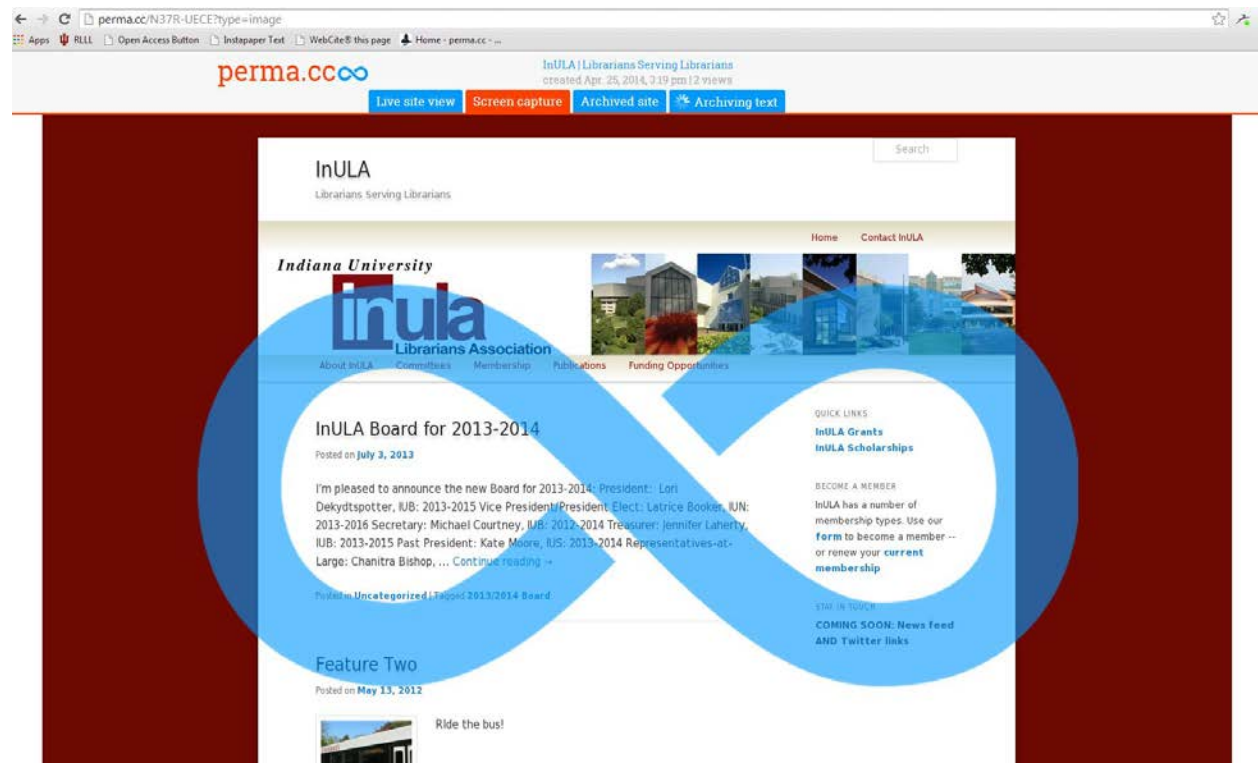 perma.cc/N37R-UECE?type=image
Apps RLLL Open Access Button Instapaper Text WebCite® this page Home - perma.cc - ...
perma.cc
InULA | Librarians Serving Librarians
created Apr. 25, 2014, 3:19 pm | 2 views
Live site view Screen capture Archived site Archiving text
Search
InULA
Librarians Serving Librarians
Home Contact InULA
Indiana University
inula
Librarians Association
About InULA Committees Membership Publications Funding Opportunities
InULA Board for 2013-2014
Posted on July 3, 2013
I'm pleased to announce the new Board for 2013-2014: President: Lori
Dekydtspotter, IUB: 2013-2015 Vice President/President Elect: Latrice Booker, IUN:
2013-2016 Secretary: Michael Courtney, IUB: 2012-2014 Treasurer: Jennifer Laherty,
IUB: 2013-2015 Past President: Kate Moore, IUS: 2013-2014 Representatives-at-
Large: Chanitra Bishop, ... Continue reading →
Posted in Uncategorized | Tagged 2013/2014 Board
QUICK LINKS
InULA Grants
InULA Scholarships
BECOME A MEMBER
InULA has a number of
membership types. Use our
form to become a member --
or renew your current
membership
STAY IN TOUCH
COMING SOON: News feed
AND Twitter links
Feature Two
Posted on May 13, 2012
RIde the bus!